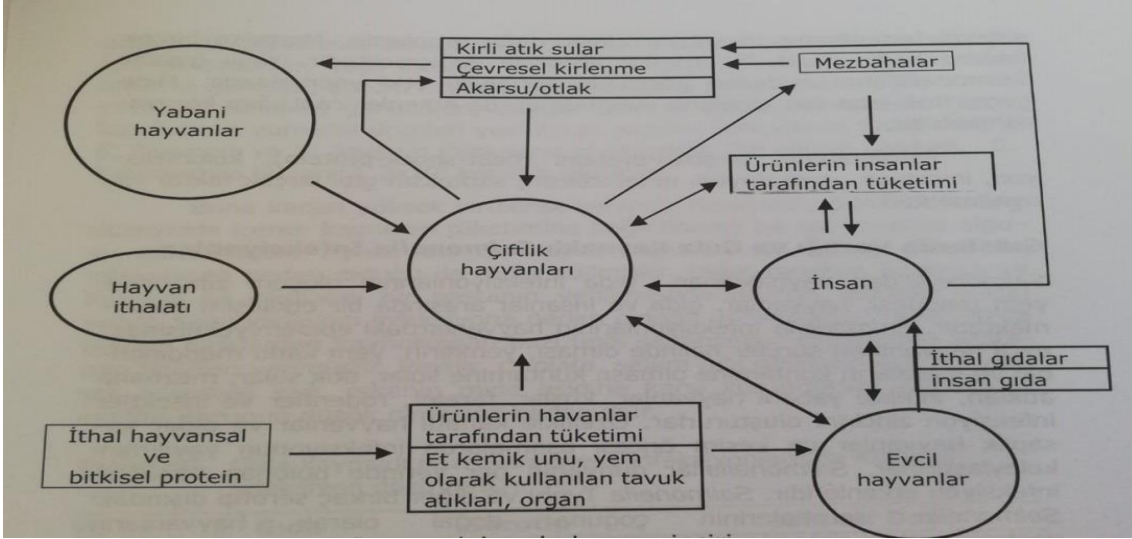 Kirli atık sular
Çevresel kirlenme
Akarsu/otlak
Mezbahalar
Yabani
hayvanlar
Ürünlerin insanlar
tarafından tüketimi
Çiftlik
hayvanları
İnsan
Hayvan
ithalatı
İthal gıdalar
insan gıda
Ürünlerin havanlar
tarafından tüketimi
Et kemik unu, yem
olarak kullanılan tavuk
atıkları, organ
İthal hayvansal
ve
bitkisel protein
Evcil
hayvanlar